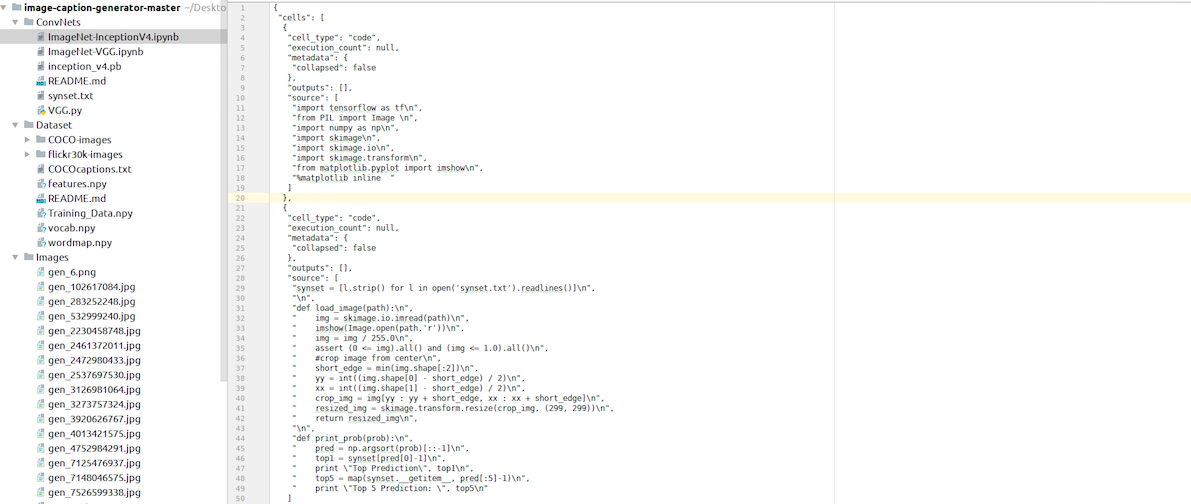 image-caption-generator-master ~/Deskto
ConvNets
ImageNet-InceptionV4.ipynb
ImageNet-VGG.ipynb
inception_v4.pb
README.md
synset.txt
VGG.py
Dataset
COCO-images
flickr30k-images
COCOcaptions.txt
features.npy
README.md
Training_Data.npy
vocab.npy
wordmap.npy
Images
gen_6.png
gen_102617084.jpg
gen_283252248.jpg
gen_532999240.jpg
gen_2230458748.jpg
gen_2461372011.jpg
gen_2472980433.jpg
gen_2537697530.jpg
gen_3126981064.jpg
gen_3273757324.jpg
gen_3920626767.jpg
gen_4013421575.jpg
gen_4752984291.jpg
gen_7125476937.jpg
gen_7148046575.jpg
gen_7526599338.jpg
1 {
2 "cells": [
3 {
4 "cell_type": "code",
5 "execution_count": null,
6 "metadata": {
7 "collapsed": false
8 },
9 "outputs": [],
10 "source": [
11 "import tensorflow as tf\n",
12 "from PIL import Image \n",
13 "import numpy as np\n",
14 "import skimage\n",
15 "import skimage.io\n",
16 "import skimage.transform\n",
17 "from matplotlib.pyplot import imshow\n",
18 "%matplotlib inline  "
19 ]
20 },
21 {
22 "cell_type": "code",
23 "execution_count": null,
24 "metadata": {
25 "collapsed": false
26 },
27 "outputs": [],
28 "source": [
29 "synset = [l.strip() for l in open('synset.txt').readlines()]\n",
30 "\n",
31 "def load_image(path):\n",
32 "    img = skimage.io.imread(path)\n",
33 "    imshow(Image.open(path,'r'))\n",
34 "    img = img / 255.0\n",
35 "    assert (0 <= img).all() and (img <= 1.0).all()\n",
36 "    #crop image from center\n",
37 "    short_edge = min(img.shape[:2])\n",
38 "    yy = int((img.shape[0] - short_edge) / 2)\n",
39 "    xx = int((img.shape[1] - short_edge) / 2)\n",
40 "    crop_img = img[yy : yy + short_edge, xx : xx + short_edge]\n",
41 "    resized_img = skimage.transform.resize(crop_img, (299, 299))\n",
42 "    return resized_img\n",
43 "\n",
44 "def print_prob(prob):\n",
45 "    pred = np.argsort(prob)[::-1]\n",
46 "    top1 = synset[pred[0]-1]\n",
47 "    print \"Top Prediction\", top1\n",
48 "    top5 = map(synset.__getitem__, pred[:5]-1)\n",
49 "    print \"Top 5 Prediction: \", top5\n"
50 ]